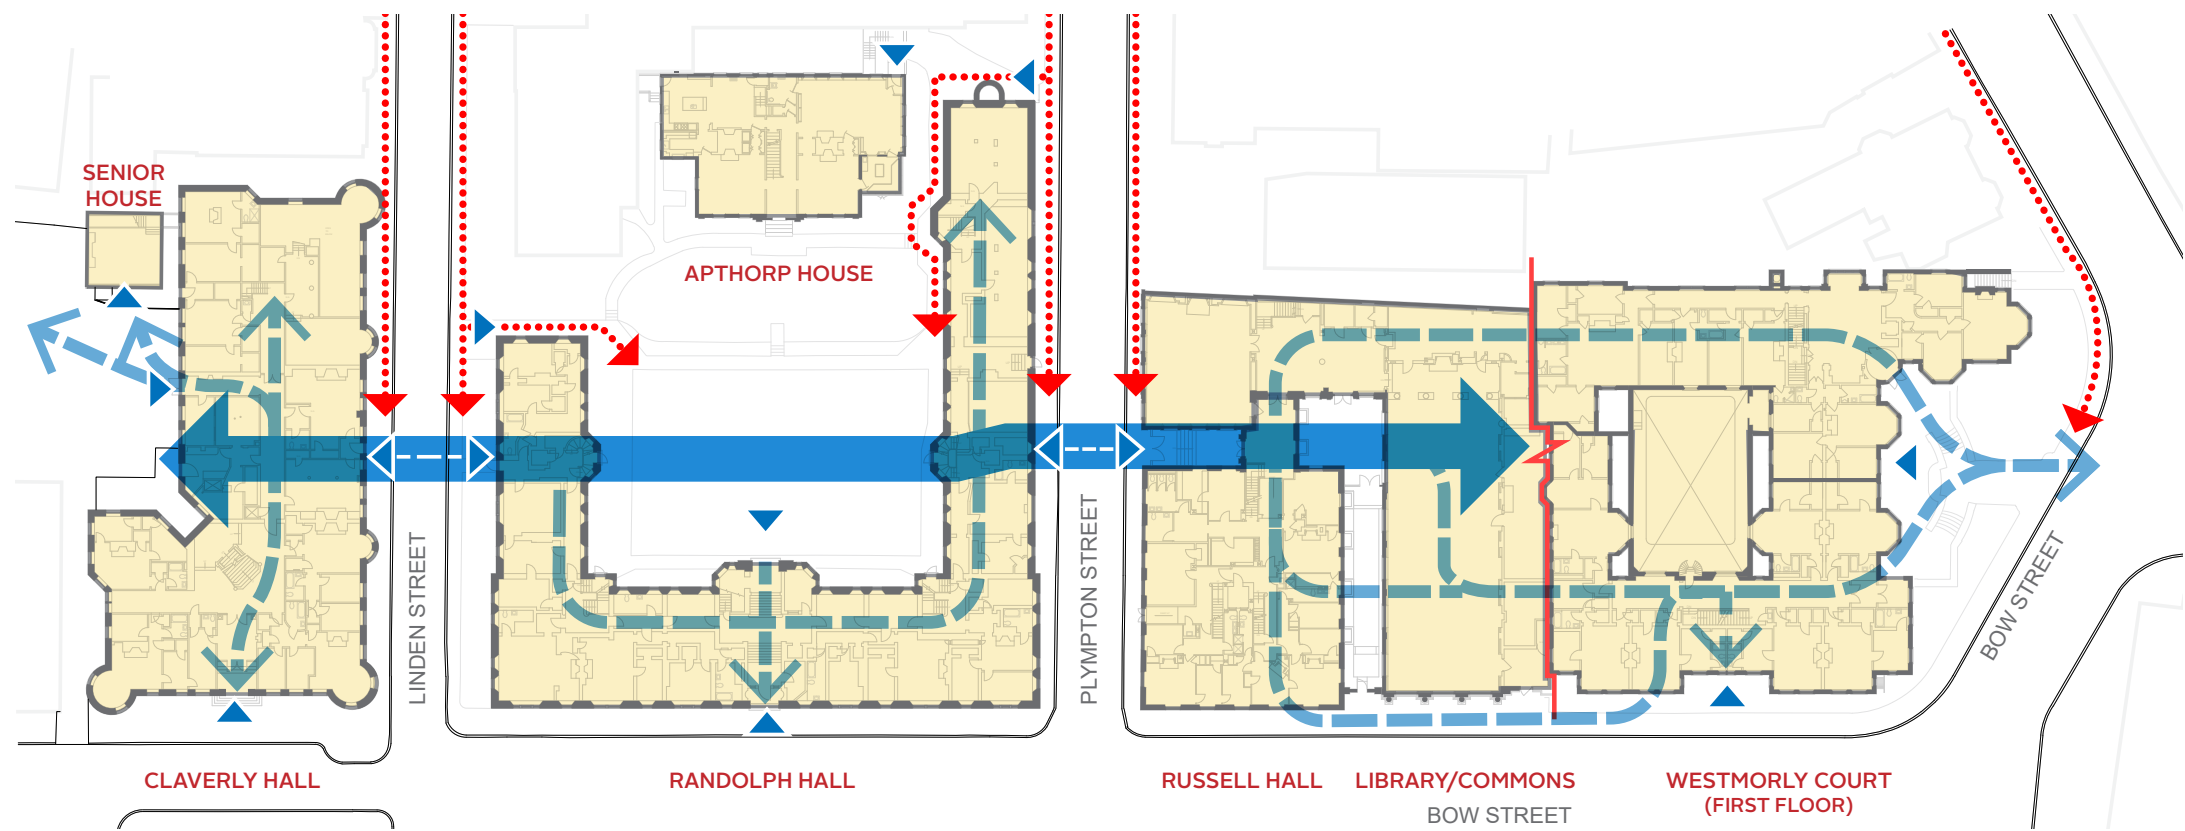 SENIOR
HOUSE
APTHORP HOUSE
LINDEN STREET
PLYMPTON STREET
BOW STREET
CLAVERLY HALL
RANDOLPH HALL
RUSSELL HALL
LIBRARY/COMMONS
WESTMORLY COURT
(FIRST FLOOR)
BOW STREET